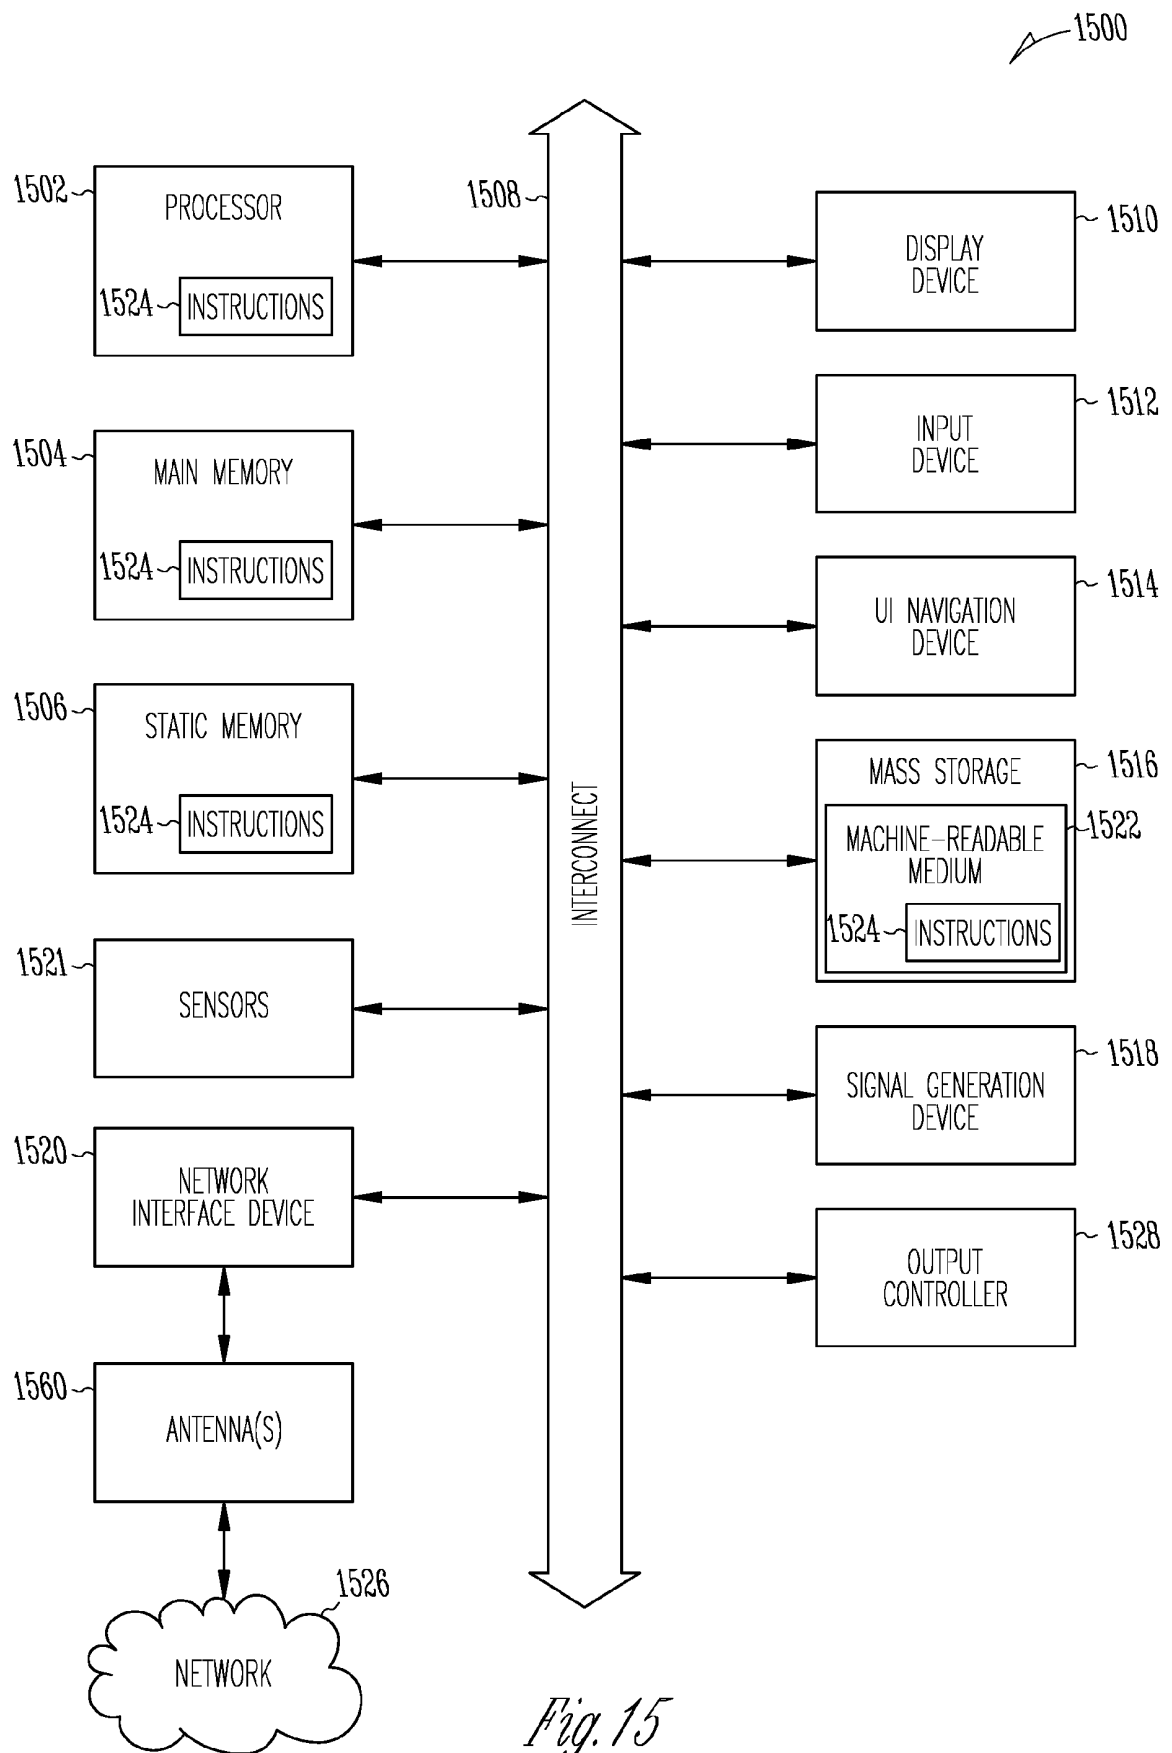 1500
1502
PROCESSOR
1524
INSTRUCTIONS
1504
MAIN MEMORY
1524
INSTRUCTIONS
1506
STATIC MEMORY
1524
INSTRUCTIONS
1521
SENSORS
1520
NETWORK
INTERFACE DEVICE
1560
ANTENNA(S)
1526
NETWORK
1508
INTERCONNECT
1510
DISPLAY
DEVICE
1512
INPUT
DEVICE
1514
UI NAVIGATION
DEVICE
1516
MASS STORAGE
1522
MACHINE-READABLE
MEDIUM
1524
INSTRUCTIONS
1518
SIGNAL GENERATION
DEVICE
1528
OUTPUT
CONTROLLER
Fig. 15